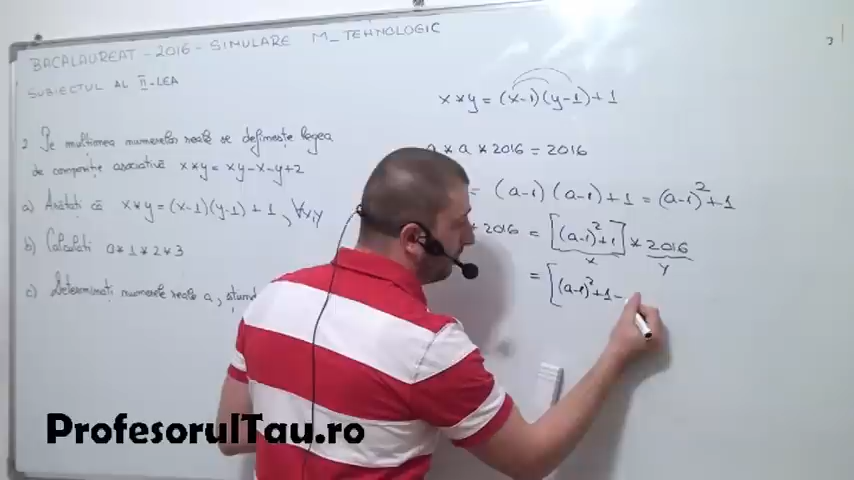 BACALAUREAT - 2016 - SIMULARE M_TEHNOLOGIC
SUBIECTUL AL II-LEA
2 Pe mulțimea numerelor reale se definește legea
de compoziție asociativă x*y = xy-x-y+2
a) Arătați că x*y = (x-1)(y-1)+1, ∀x,y
b) Calculați 0*1*2*3
c) Determinați numerele reale a, știind
x*y = (x-1)(y-1)+1
a*a*2016 = 2016
= (a-1)(a-1)+1 = (a-1)²+1
*2016 = [(a-1)²+1] * 2016
x y
= [(a-1)²+1-
ProfesorulTau.ro